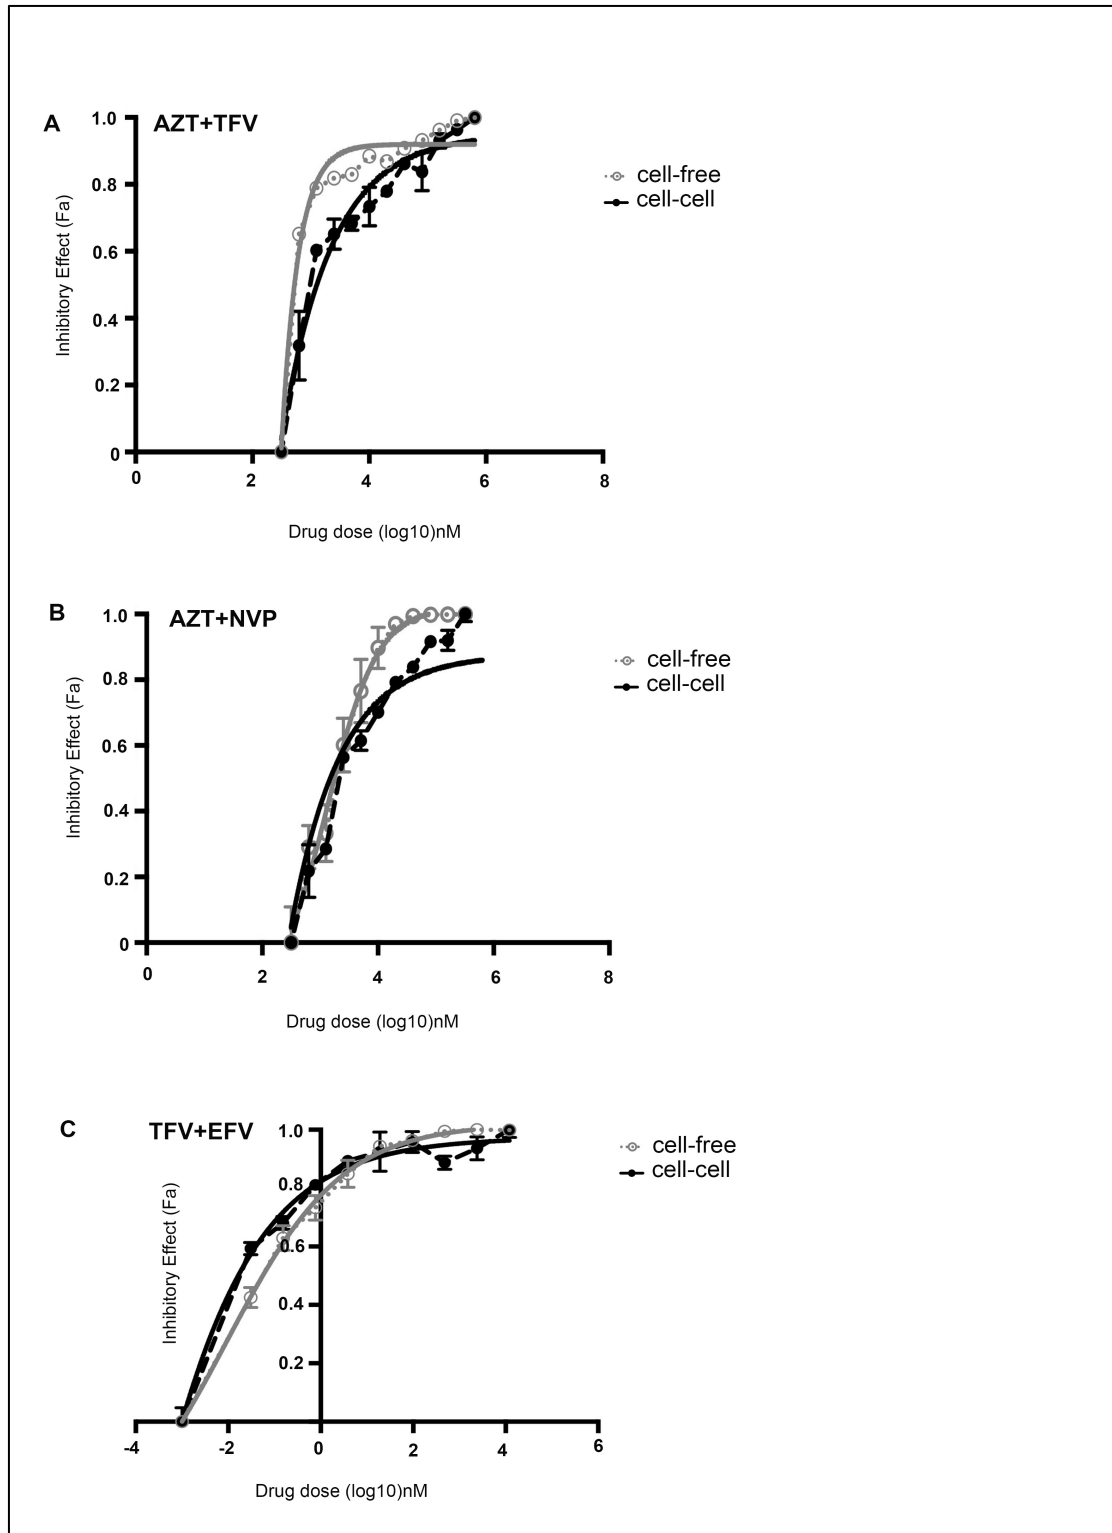 A
AZT+TFV
1.0
0.8
0.6
0.4
0.2
0
Inhibitory Effect (Fa)
0 2 4 6 8
Drug dose (log10)nM
cell-free
cell-cell
B
AZT+NVP
1.0
0.8
0.6
0.4
0.2
0
Inhibitory Effect (Fa)
0 2 4 6 8
Drug dose (log10)nM
cell-free
cell-cell
C
TFV+EFV
1.0
0.8
0.6
0.4
0.2
Inhibitory Effect (Fa)
-4 -2 0 2 4 6
Drug dose (log10)nM
cell-free
cell-cell